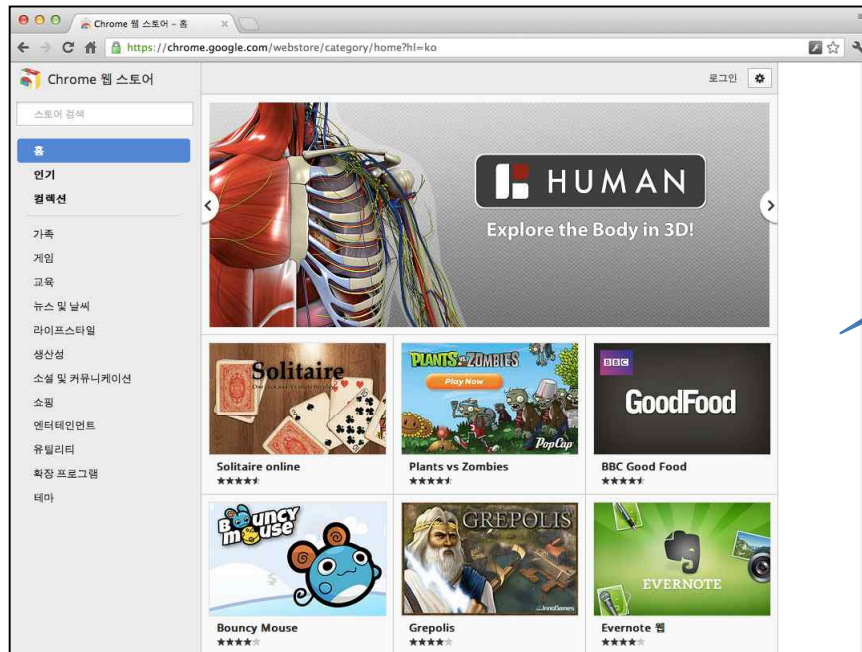 Chrome 웹 스토어 - 홈
https://chrome.google.com/webstore/category/home?hl=ko
Chrome 웹 스토어
로그인
스토어 검색
홈
인기
컬렉션
가족
게임
교육
뉴스 및 날씨
라이프스타일
생산성
소셜 및 커뮤니케이션
쇼핑
엔터테인먼트
유틸리티
확장 프로그램
테마
HUMAN
Explore the Body in 3D!
Solitaire
Solitaire online
PLANTS VS. ZOMBIES
Play Now
PopCap
Plants vs Zombies
BBC
GoodFood
BBC Good Food
BOUNCY
MOUSE
Bouncy Mouse
GREPOLIS
InnoGames
Grepolis
EVERNOTE
Evernote 웹